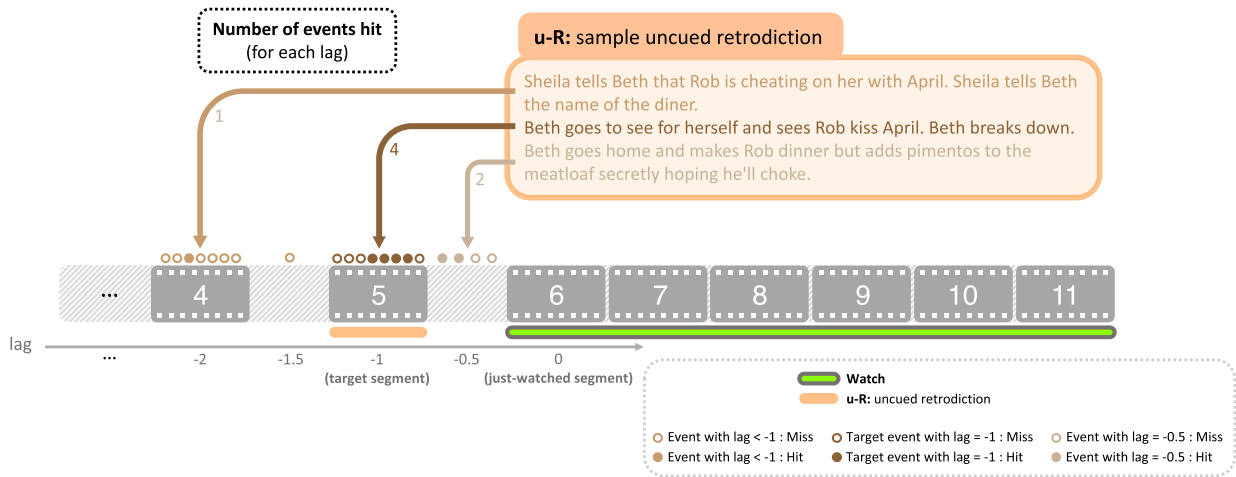 Number of events hit
(for each lag)
u-R: sample uncued retrodiction
Sheila tells Beth that Rob is cheating on her with April. Sheila tells Beth
the name of the diner.
Beth goes to see for herself and sees Rob kiss April. Beth breaks down.
Beth goes home and makes Rob dinner but adds pimentos to the
meatloaf secretly hoping he'll choke.
1
4
2
... 4 5 6 7 8 9 10 11
lag
... -2 -1.5 -1 -0.5 0
(target segment) (just-watched segment)
Watch
u-R: uncued retrodiction
Event with lag < -1 : Miss Target event with lag = -1 : Miss Event with lag = -0.5 : Miss
Event with lag < -1 : Hit Target event with lag = -1 : Hit Event with lag = -0.5 : Hit